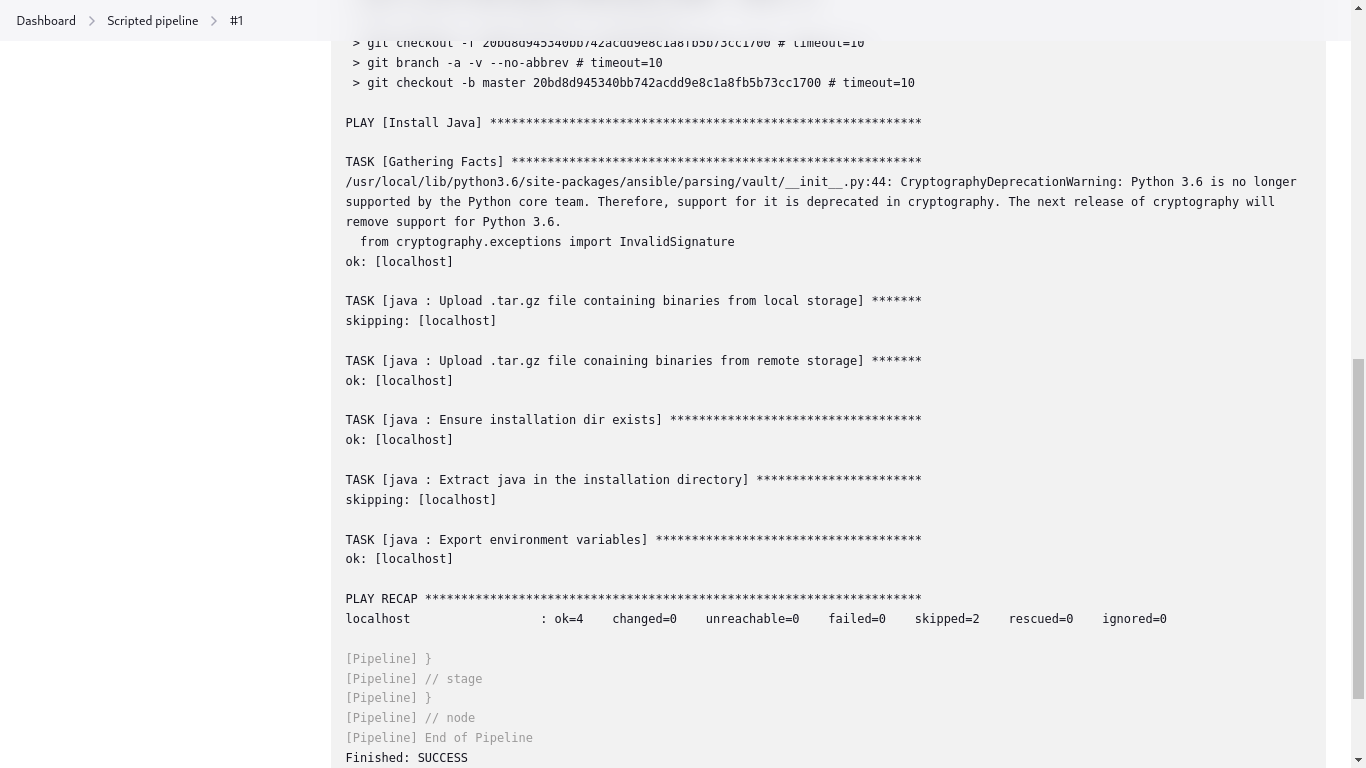 Dashboard > Scripted pipeline > #1
> git checkout -f 20bd8d945340bb742acdd9e8c1a8fb5b73cc1700 # timeout=10
> git branch -a -v --no-abbrev # timeout=10
> git checkout -b master 20bd8d945340bb742acdd9e8c1a8fb5b73cc1700 # timeout=10
PLAY [Install Java] ************************************************************
TASK [Gathering Facts] *********************************************************
/usr/local/lib/python3.6/site-packages/ansible/parsing/vault/__init__.py:44: CryptographyDeprecationWarning: Python 3.6 is no longer
supported by the Python core team. Therefore, support for it is deprecated in cryptography. The next release of cryptography will
remove support for Python 3.6.
from cryptography.exceptions import InvalidSignature
ok: [localhost]
TASK [java : Upload .tar.gz file containing binaries from local storage] *******
skipping: [localhost]
TASK [java : Upload .tar.gz file conaining binaries from remote storage] *******
ok: [localhost]
TASK [java : Ensure installation dir exists] ***********************************
ok: [localhost]
TASK [java : Extract java in the installation directory] ***********************
skipping: [localhost]
TASK [java : Export environment variables] *************************************
ok: [localhost]
PLAY RECAP *********************************************************************
localhost : ok=4 changed=0 unreachable=0 failed=0 skipped=2 rescued=0 ignored=0
[Pipeline] }
[Pipeline] // stage
[Pipeline] }
[Pipeline] // node
[Pipeline] End of Pipeline
Finished: SUCCESS